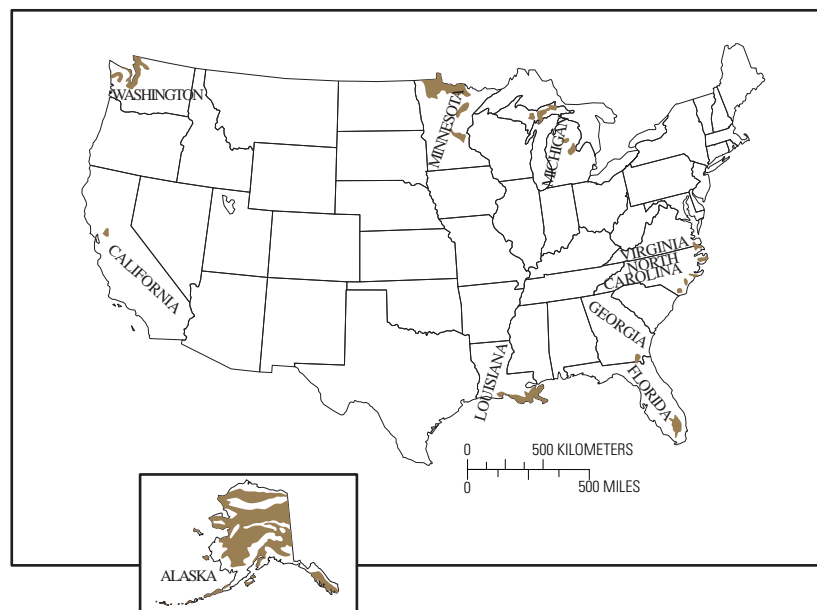 WASHINGTON
MINNESOTA
MICHIGAN
CALIFORNIA
VIRGINIA
NORTH
CAROLINA
GEORGIA
LOUISIANA
FLORIDA
0 500 KILOMETERS
0 500 MILES
ALASKA